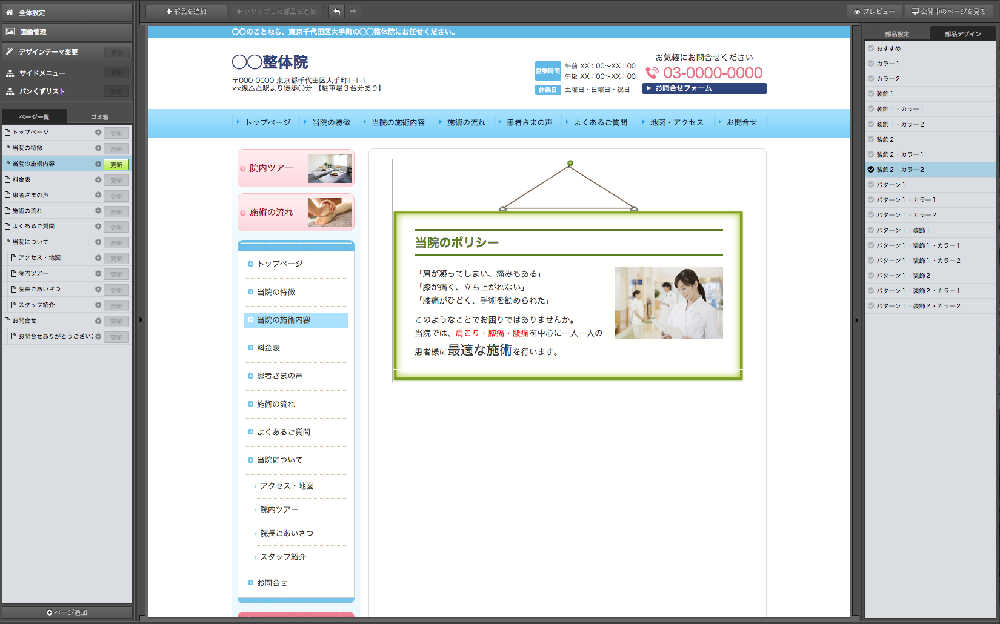 全体設定
画像管理
デザインテーマ変更 更新
サイドメニュー 更新
パンくずリスト 更新
ページ一覧 ゴミ箱
トップページ 更新
当院の特徴 更新
当院の施術内容 更新
料金表 更新
患者さまの声 更新
施術の流れ 更新
よくあるご質問 更新
当院について 更新
アクセス・地図 更新
院内ツアー 更新
院長ごあいさつ 更新
スタッフ紹介 更新
お問合せ 更新
お問合せありがとうござい 更新
ページ追加
部品を追加 クリップした部品を追加
プレビュー 公開中のページを見る
〇〇のことなら、東京千代田区大手町の〇〇整体院にお任せください。
〇〇整体院
〒000-0000 東京都千代田区大手町1-1-1
××線△△駅より徒歩〇分 【駐車場３台分あり】
営業時間
午前 XX：00〜XX：00
午後 XX：00〜XX：00
休業日 土曜日・日曜日・祝日
お気軽にお問合せください
03-0000-0000
お問合せフォーム
トップページ 当院の特徴 当院の施術内容 施術の流れ 患者さまの声 よくあるご質問 地図・アクセス お問合せ
院内ツアー
施術の流れ
トップページ
当院の特徴
当院の施術内容
料金表
患者さまの声
施術の流れ
よくあるご質問
当院について
アクセス・地図
院内ツアー
院長ごあいさつ
スタッフ紹介
お問合せ
当院のポリシー
「肩が凝ってしまい、痛みもある」
「膝が痛く、立ち上がれない」
「腰痛がひどく、手術を勧められた」
このようなことでお困りではありませんか。
当院では、肩こり・膝痛・腰痛を中心に一人一人の
患者様に最適な施術を行います。
部品設定 部品デザイン
おすすめ
カラー１
カラー２
装飾１
装飾１・カラー１
装飾１・カラー２
装飾２
装飾２・カラー１
装飾２・カラー２
パターン１
パターン１・カラー１
パターン１・カラー２
パターン１・装飾１
パターン１・装飾１・カラー１
パターン１・装飾１・カラー２
パターン１・装飾２
パターン１・装飾２・カラー１
パターン１・装飾２・カラー２